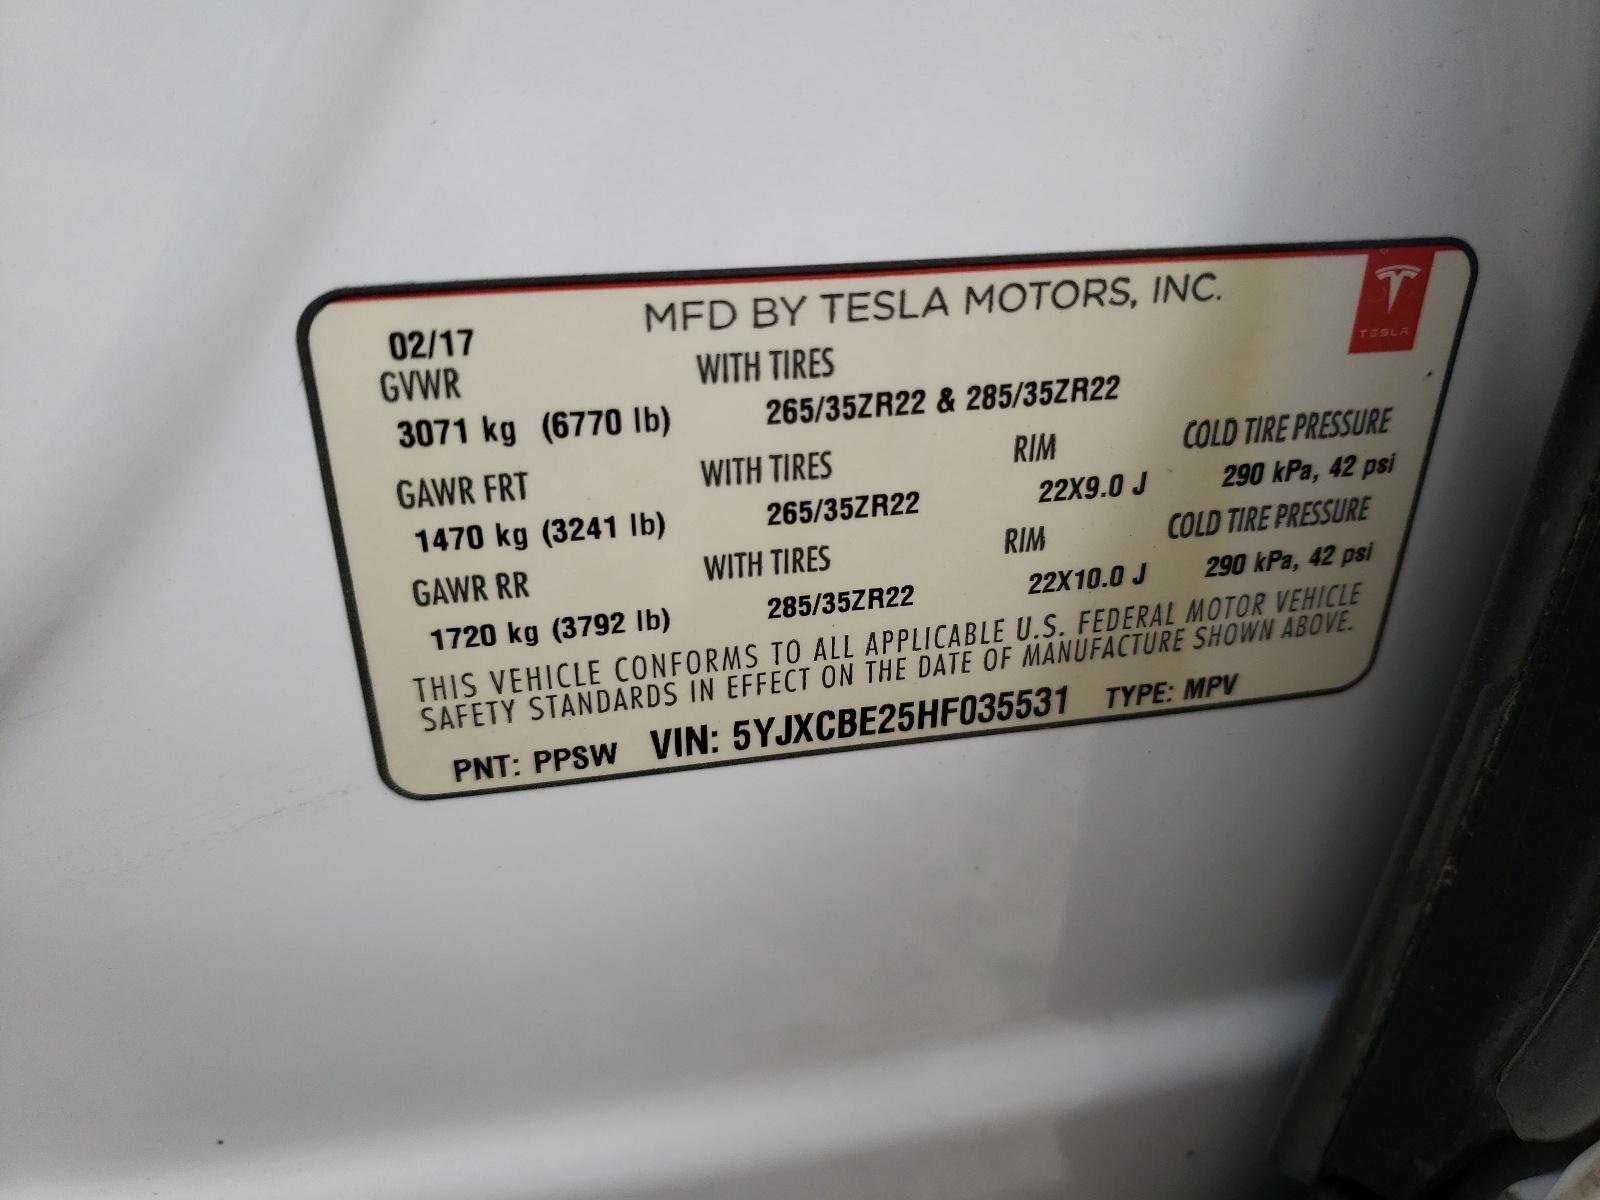 MFD BY TESLA MOTORS, INC.
TESLA
02/17
GVWR WITH TIRES
3071 kg (6770 lb) 265/35ZR22 & 285/35ZR22
GAWR FRT WITH TIRES RIM COLD TIRE PRESSURE
1470 kg (3241 lb) 265/35ZR22 22X9.0 J 290 kPa, 42 psi
GAWR RR WITH TIRES RIM COLD TIRE PRESSURE
1720 kg (3792 lb) 285/35ZR22 22X10.0 J 290 kPa, 42 psi
THIS VEHICLE CONFORMS TO ALL APPLICABLE U.S. FEDERAL MOTOR VEHICLE
SAFETY STANDARDS IN EFFECT ON THE DATE OF MANUFACTURE SHOWN ABOVE.
PNT: PPSW VIN: 5YJXCBE25HF035531 TYPE: MPV